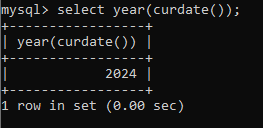 mysql> select year(curdate());
+-----------------+
| year(curdate()) |
+-----------------+
|            2024 |
+-----------------+
1 row in set (0.00 sec)